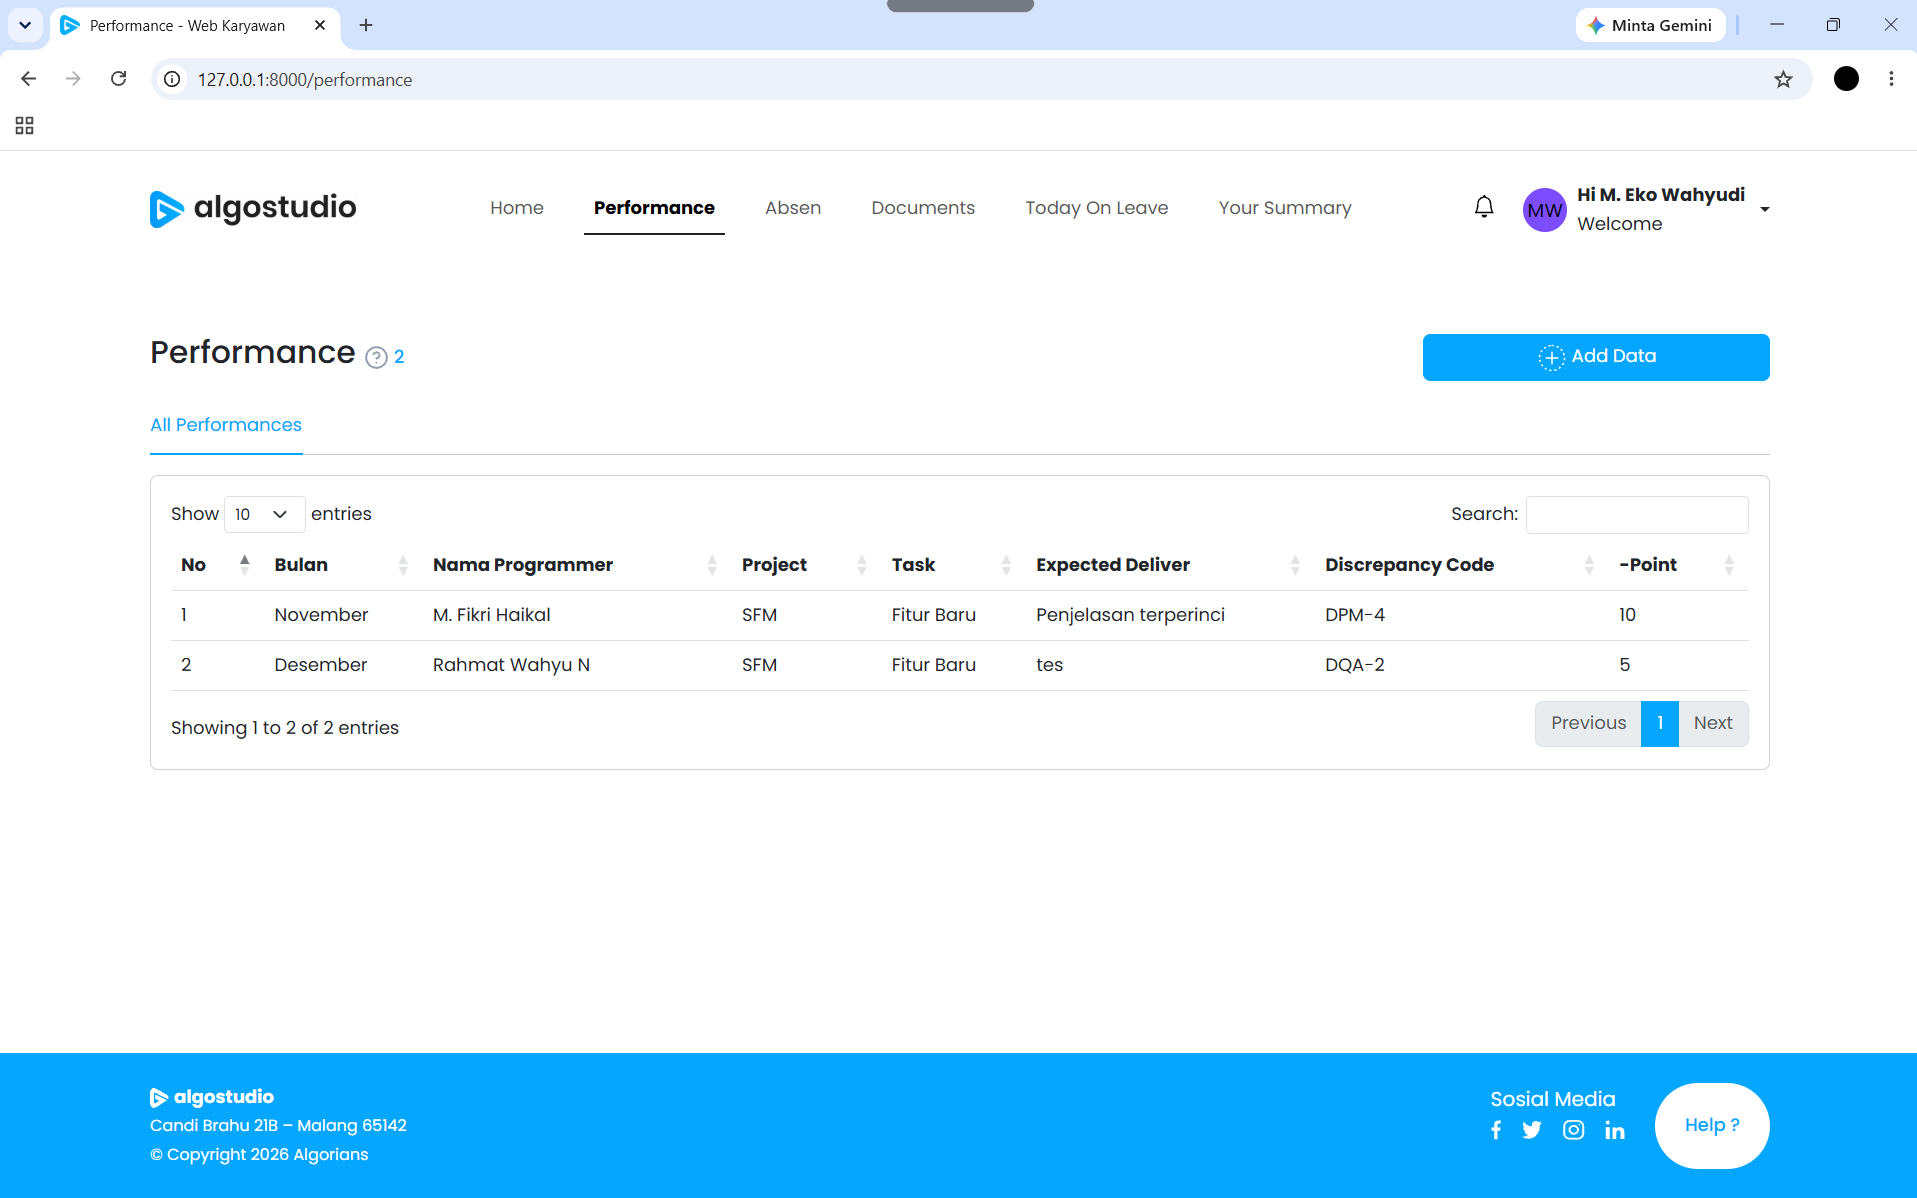 Performance - Web Karyawan
Minta Gemini
127.0.0.1:8000/performance
algostudio
Home
Performance
Absen
Documents
Today On Leave
Your Summary
MW
Hi M. Eko Wahyudi
Welcome
Performance ? 2
Add Data
All Performances
Show 10 entries
Search:
No Bulan Nama Programmer Project Task Expected Deliver Discrepancy Code -Point
1 November M. Fikri Haikal SFM Fitur Baru Penjelasan terperinci DPM-4 10
2 Desember Rahmat Wahyu N SFM Fitur Baru tes DQA-2 5
Showing 1 to 2 of 2 entries
Previous 1 Next
algostudio
Candi Brahu 21B – Malang 65142
© Copyright 2026 Algorians
Sosial Media
Help ?